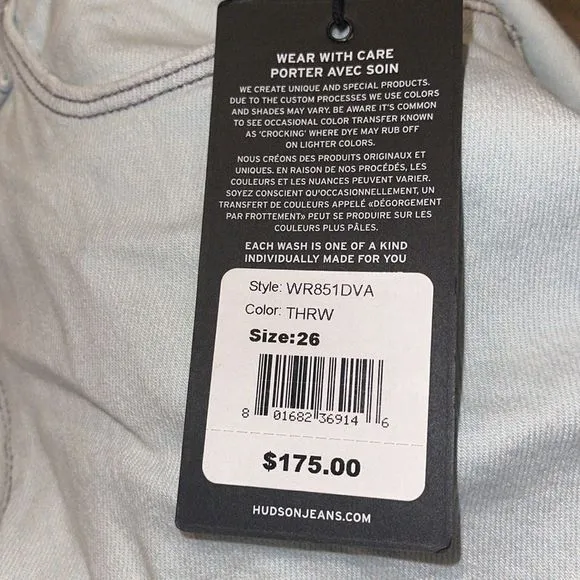 WEAR WITH CARE
PORTER AVEC SOIN
WE CREATE UNIQUE AND SPECIAL PRODUCTS.
DUE TO THE CUSTOM PROCESSES WE USE COLORS
AND SHADES MAY VARY. BE AWARE IT'S COMMON
TO SEE OCCASIONAL COLOR TRANSFER KNOWN
AS 'CROCKING' WHERE DYE MAY RUB OFF
ON LIGHTER COLORS.
NOUS CRÉONS DES PRODUITS ORIGINAUX ET
UNIQUES. EN RAISON DE NOS PROCÉDÉS, LES
COULEURS ET LES NUANCES PEUVENT VARIER.
SOYEZ CONSCIENT QU'OCCASIONNELLEMENT, UN
TRANSFERT DE COULEURS APPELÉ «DÉGORGEMENT
PAR FROTTEMENT» PEUT SE PRODUIRE SUR LES
COULEURS PLUS PÂLES.
EACH WASH IS ONE OF A KIND
INDIVIDUALLY MADE FOR YOU
Style: WR851DVA
Color: THRW
Size:26
8 01682 36914 6
$175.00
HUDSONJEANS.COM